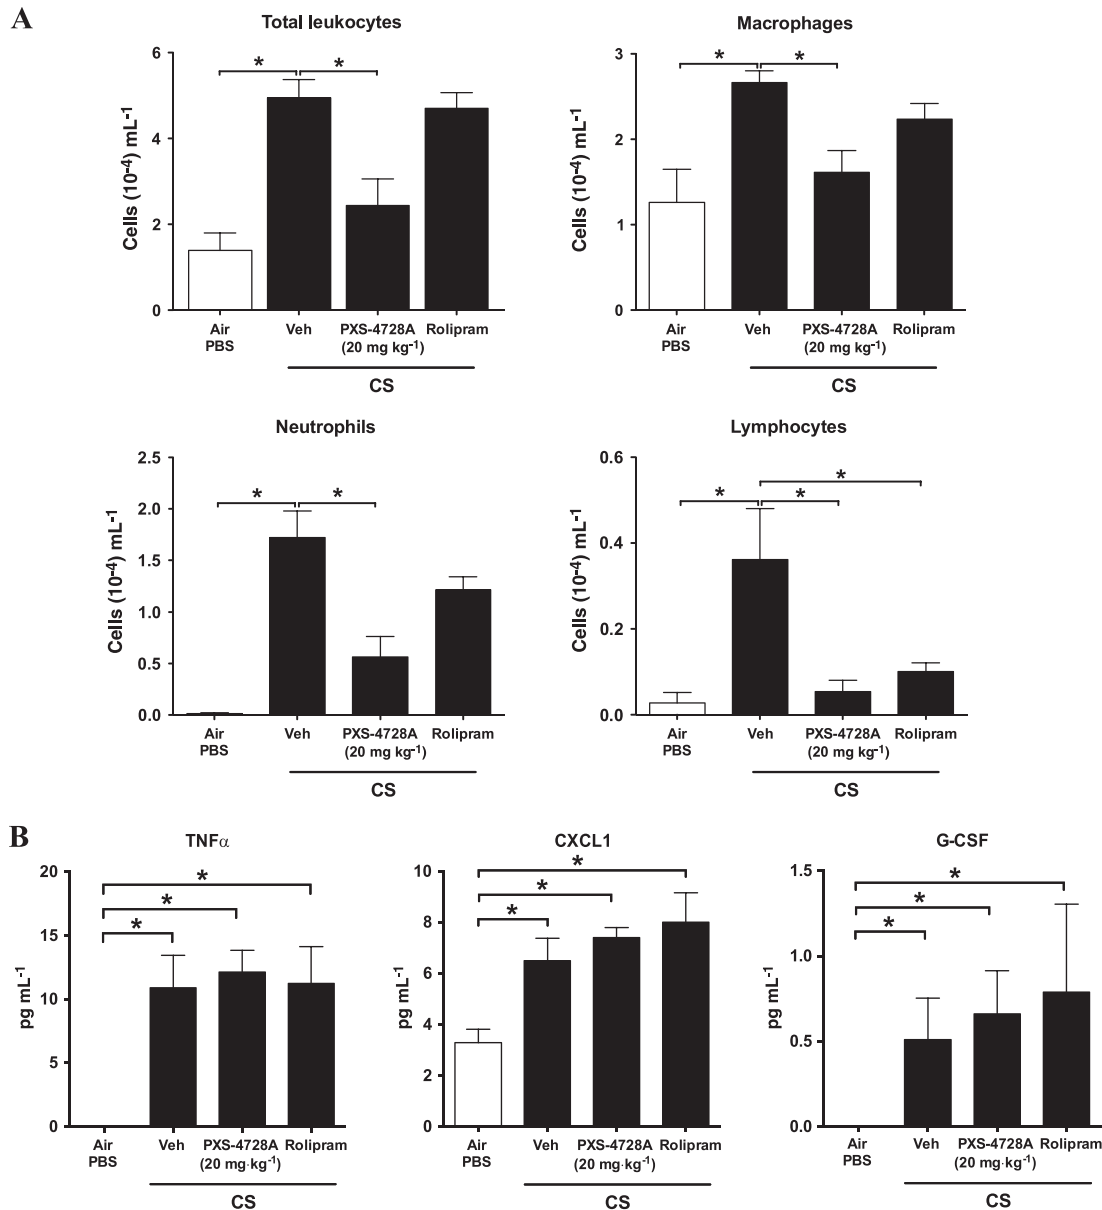 A
Total leukocytes
Cells (10-4) mL-1
6
4
2
0
*
*
Air
PBS
Veh
PXS-4728A
(20 mg kg-1)
Rolipram
CS
Macrophages
Cells (10-4) mL-1
3
2
1
0
*
*
Air
PBS
Veh
PXS-4728A
(20 mg kg-1)
Rolipram
CS
Neutrophils
Cells (10-4) mL-1
2.5
2.0
1.5
1.0
0.5
0.0
*
*
Air
PBS
Veh
PXS-4728A
(20 mg kg-1)
Rolipram
CS
Lymphocytes
Cells (10-4) mL-1
0.6
0.4
0.2
0.0
*
*
*
Air
PBS
Veh
PXS-4728A
(20 mg kg-1)
Rolipram
CS
B
TNFα
pg mL-1
20
15
10
5
0
*
*
*
Air
PBS
Veh
PXS-4728A
(20 mg·kg-1)
Rolipram
CS
CXCL1
pg mL-1
10
8
6
4
2
0
*
*
*
Air
PBS
Veh
PXS-4728A
(20 mg·kg-1)
Rolipram
CS
G-CSF
pg mL-1
1.5
1.0
0.5
0.0
*
*
*
Air
PBS
Veh
PXS-4728A
(20 mg·kg-1)
Rolipram
CS